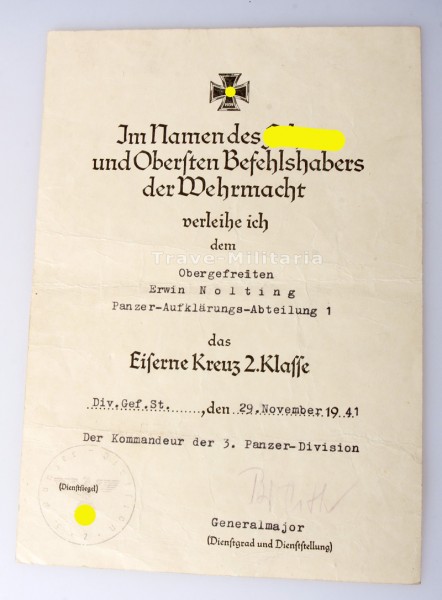 Im Namen des
und Obersten Befehlshabers
der Wehrmacht
verleihe ich
dem
Trave-Militaria
Obergefreiten
Erwin Nolting
Panzer-Aufklärungs-Abteilung 1
das
Eiserne Kreuz 2. Klasse
Div.Gef.St. , den 29. November 1941
Der Kommandeur der 3. Panzer-Division
(Dienstsiegel)
Generalmajor
(Dienstgrad und Dienststellung)